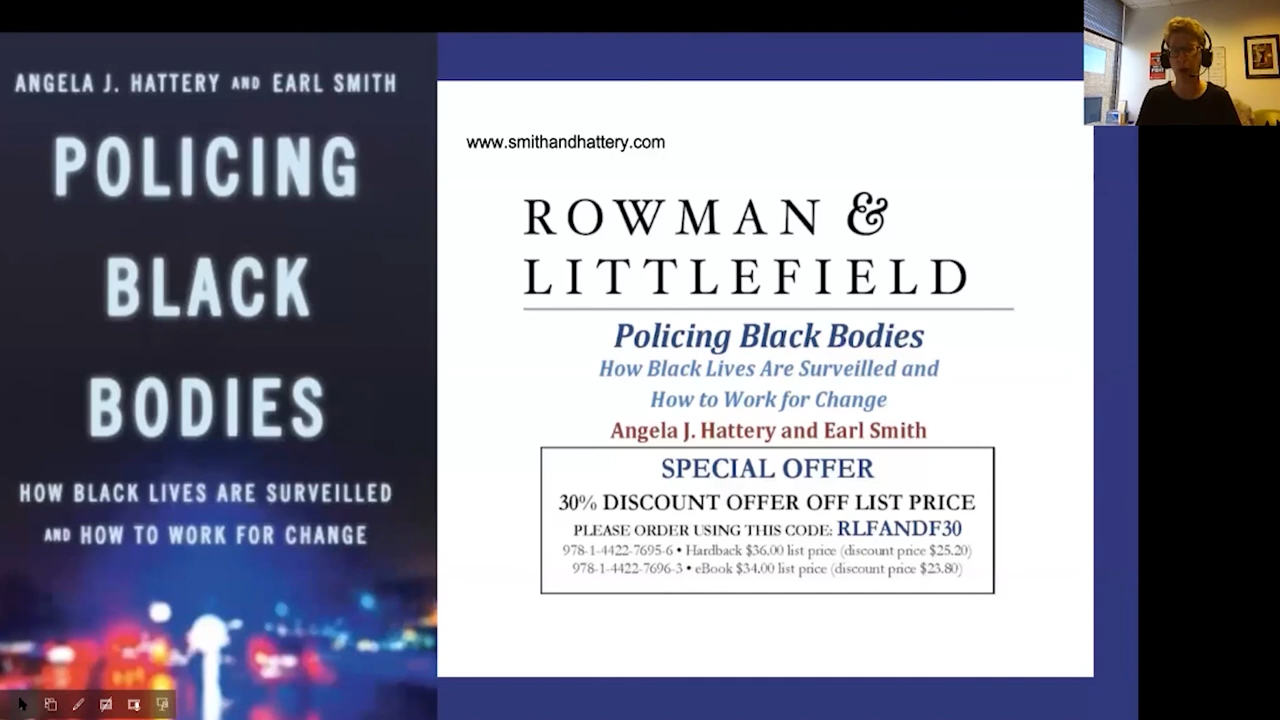 ANGELA J. HATTERY AND EARL SMITH
POLICING
BLACK
BODIES
HOW BLACK LIVES ARE SURVEILLED
AND HOW TO WORK FOR CHANGE
www.smithandhattery.com
ROWMAN &
LITTLEFIELD
Policing Black Bodies
How Black Lives Are Surveilled and
How to Work for Change
Angela J. Hattery and Earl Smith
SPECIAL OFFER
30% DISCOUNT OFFER OFF LIST PRICE
PLEASE ORDER USING THIS CODE: RLFANDF30
978-1-4422-7695-6 • Hardback $36.00 list price (discount price $25.20)
978-1-4422-7696-3 • eBook $34.00 list price (discount price $23.80)